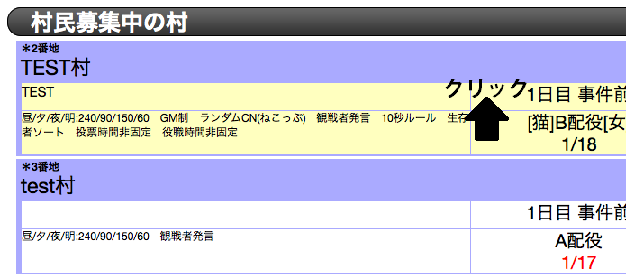 村民募集中の村
*2番地
TEST村
TEST
クリック
1日目 事件前
昼/夕/夜/明:240/90/150/60 GM制 ランダムCN(ねこっぷ) 観戦者発言 10秒ルール 生存
者ソート 投票時間非固定 役職時間非固定
[猫]B配役[女
1/18
*3番地
test村
1日目 事件前
昼/夕/夜/明:240/90/150/60 観戦者発言
A配役
1/17